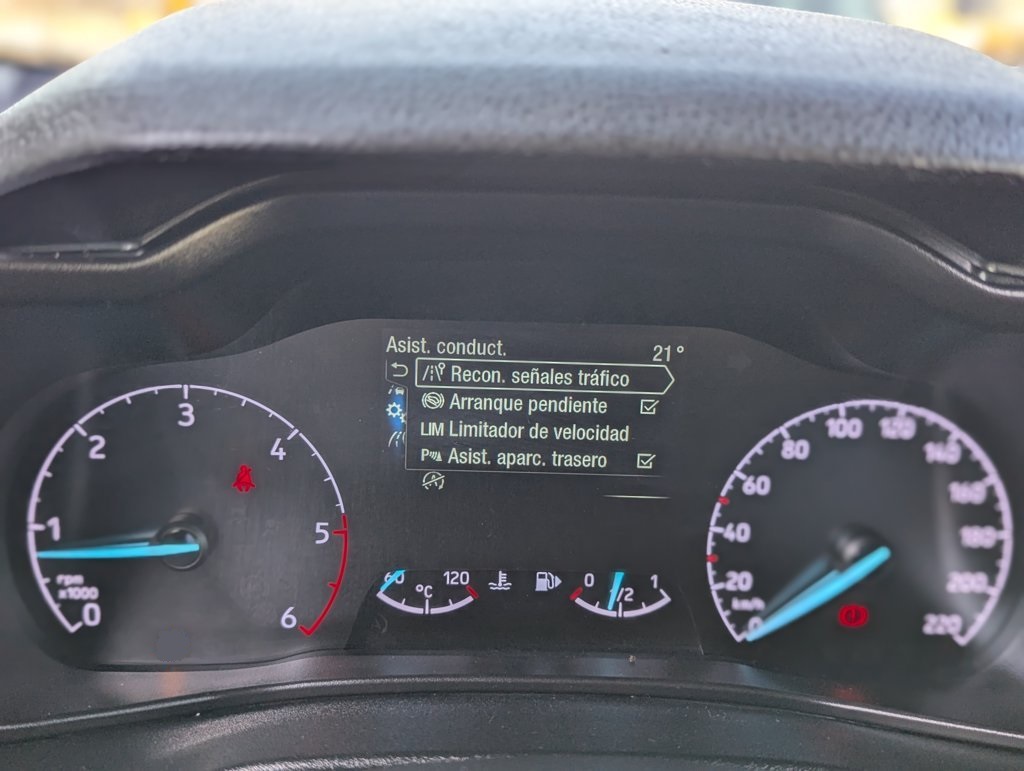 Asist. conduct. 21°
Recon. señales tráfico
Arranque pendiente
LIM Limitador de velocidad
P Asist. aparc. trasero
0
1
2
3
4
5
6
rpm
x1000
60 °C 120
0 1/2 1
0
20
40
60
80
100
120
140
160
180
200
220
km/h